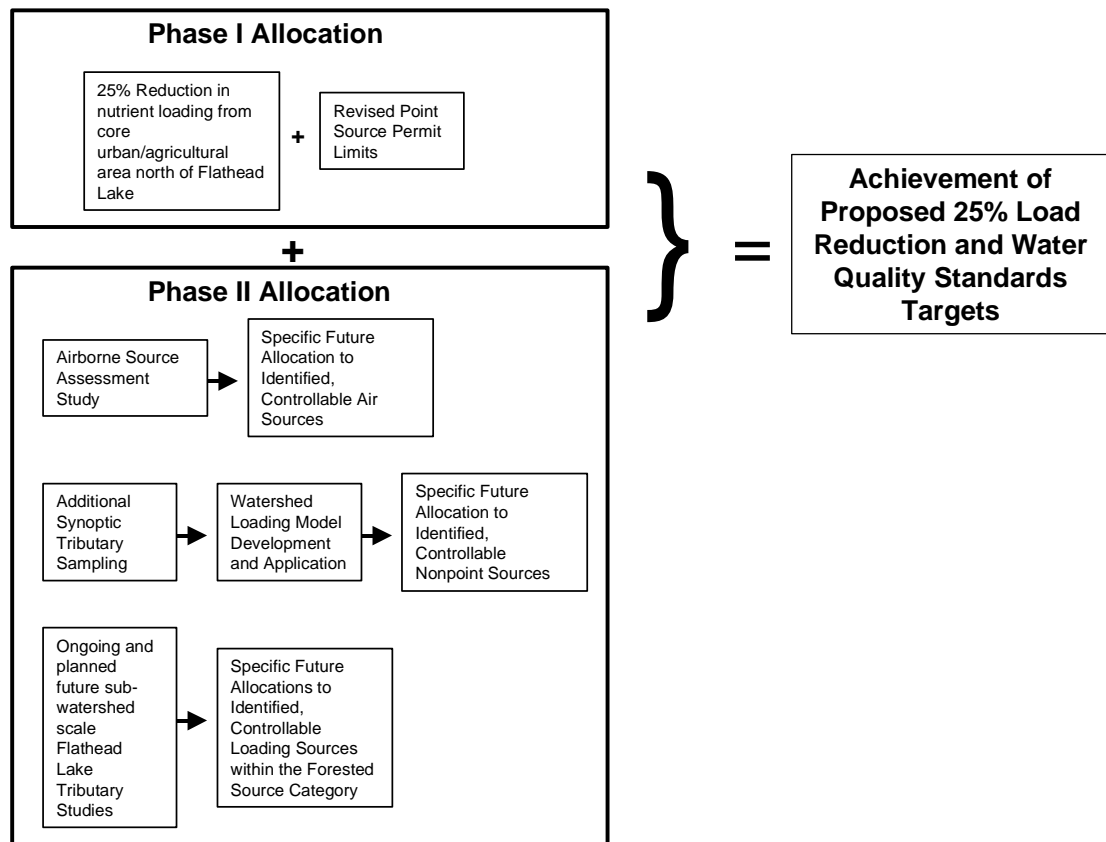 Phase I Allocation
25% Reduction in
nutrient loading from
core
urban/agricultural
area north of Flathead
Lake
+
Revised Point
Source Permit
Limits
+
Phase II Allocation
Airborne Source
Assessment
Study
Specific Future
Allocation to
Identified,
Controllable Air
Sources
Additional
Synoptic
Tributary
Sampling
Watershed
Loading Model
Development
and Application
Specific Future
Allocation to
Identified,
Controllable
Nonpoint Sources
Ongoing and
planned
future sub-
watershed
scale
Flathead
Lake
Tributary
Studies
Specific Future
Allocations to
Identified,
Controllable
Loading Sources
within the Forested
Source Category
}
=
Achievement of
Proposed 25% Load
Reduction and Water
Quality Standards
Targets